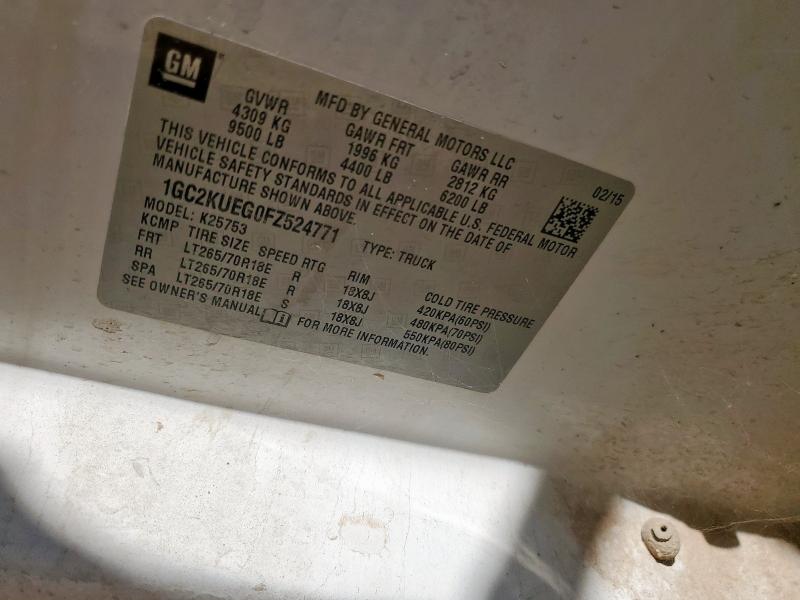 GM
MFD BY GENERAL MOTORS LLC
02/15
GVWR GAWR FRT GAWR RR
4309 KG 1996 KG 2812 KG
9500 LB 4400 LB 6200 LB
THIS VEHICLE CONFORMS TO ALL APPLICABLE U.S. FEDERAL MOTOR
VEHICLE SAFETY STANDARDS IN EFFECT ON THE DATE OF
MANUFACTURE SHOWN ABOVE.
1GC2KUEG0FZ524771
TYPE: TRUCK
MODEL: K25753
KCMP TIRE SIZE SPEED RTG RIM COLD TIRE PRESSURE
FRT LT265/70R18E R 18X8J 420KPA(60PSI)
RR LT265/70R18E R 18X8J 480KPA(70PSI)
SPA LT265/70R18E S 18X8J 550KPA(80PSI)
SEE OWNER'S MANUAL FOR MORE INFORMATION.